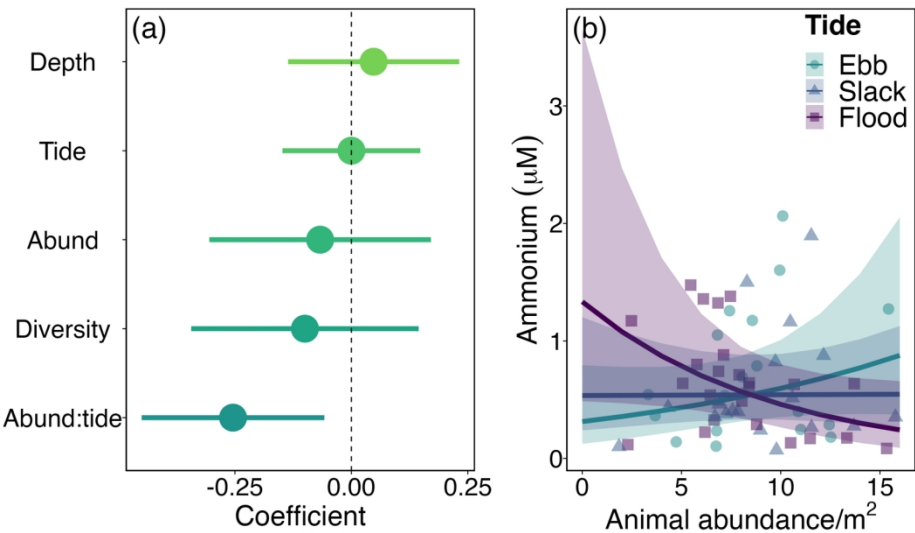 (a)
Depth
Tide
Abund
Diversity
Abund:tide
-0.25
0.00
0.25
Coefficient
(b)
Tide
Ebb
Slack
Flood
Ammonium (μM)
3
2
1
0
0
5
10
15
Animal abundance/m²